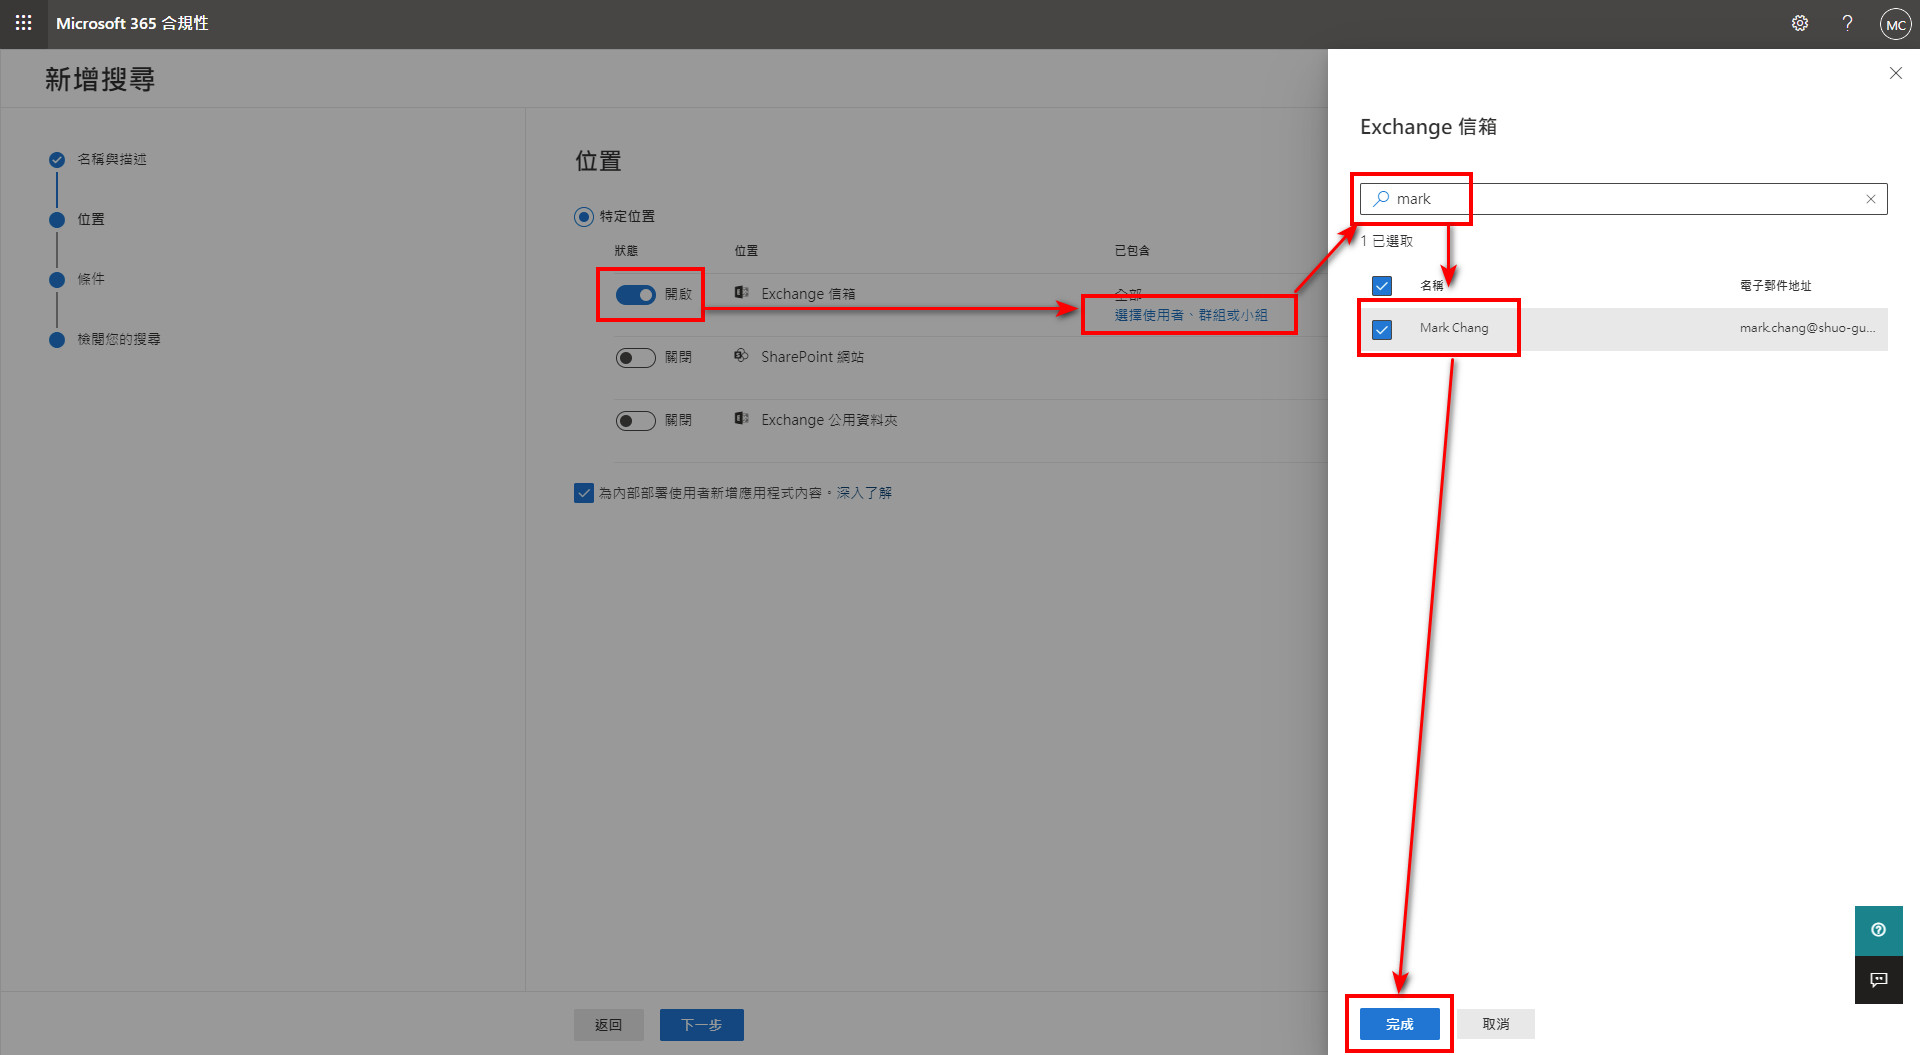 Microsoft 365 合規性
MC
新增搜尋
名稱與描述
位置
條件
檢閱您的搜尋
位置
特定位置
狀態 位置 已包含
開啟 Exchange 信箱 全部
選擇使用者、群組或小組
關閉 SharePoint 網站
關閉 Exchange 公用資料夾
為內部部署使用者新增應用程式內容。深入了解
返回 下一步
Exchange 信箱
mark
1 已選取
名稱 電子郵件地址
Mark Chang mark.chang@shuo-gu...
完成 取消